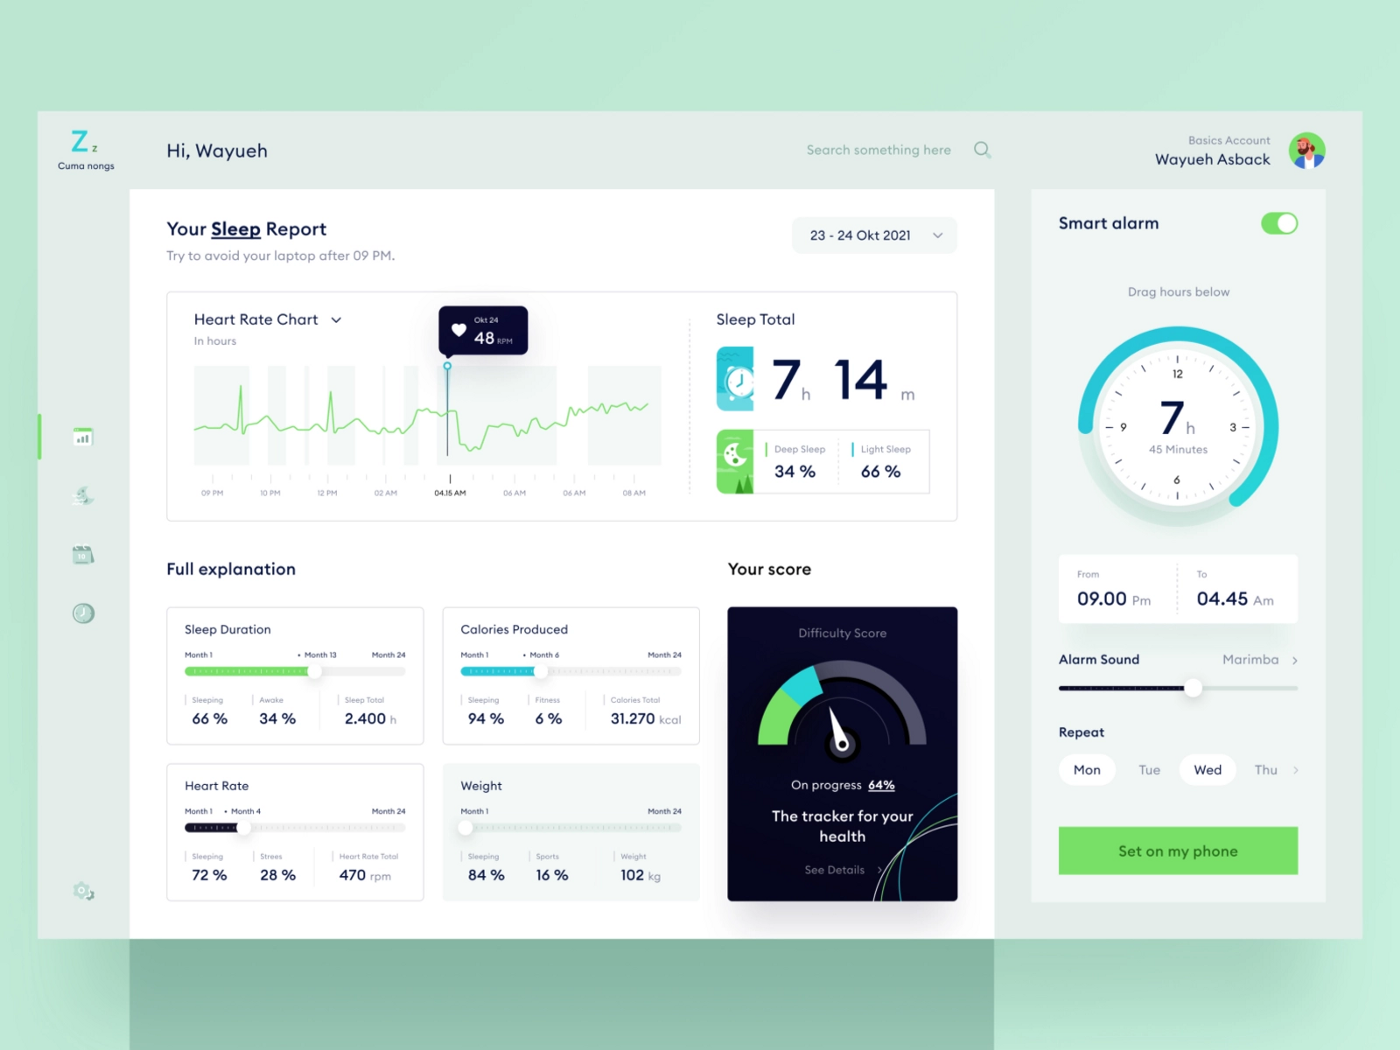 Z z
Cuma nongs
Hi, Wayueh
Search something here
Basics Account
Wayueh Asback
Your Sleep Report
Try to avoid your laptop after 09 PM.
23 - 24 Okt 2021
Heart Rate Chart
In hours
Okt 24
48 RPM
09 PM 10 PM 12 PM 02 AM 04.15 AM 06 AM 06 AM 08 AM
Sleep Total
7 h 14 m
Deep Sleep
34 %
Light Sleep
66 %
Full explanation
Sleep Duration
Month 1 • Month 13 Month 24
Sleeping Awake Sleep Total
66 % 34 % 2.400 h
Calories Produced
Month 1 • Month 6 Month 24
Sleeping Fitness Calories Total
94 % 6 % 31.270 kcal
Heart Rate
Month 1 • Month 4 Month 24
Sleeping Strees Heart Rate Total
72 % 28 % 470 rpm
Weight
Month 1 Month 24
Sleeping Sports Weight
84 % 16 % 102 kg
Your score
Difficulty Score
On progress 64%
The tracker for your
health
See Details
Smart alarm
Drag hours below
12
9 7 h 3
45 Minutes
6
From To
09.00 Pm 04.45 Am
Alarm Sound Marimba
Repeat
Mon Tue Wed Thu
Set on my phone